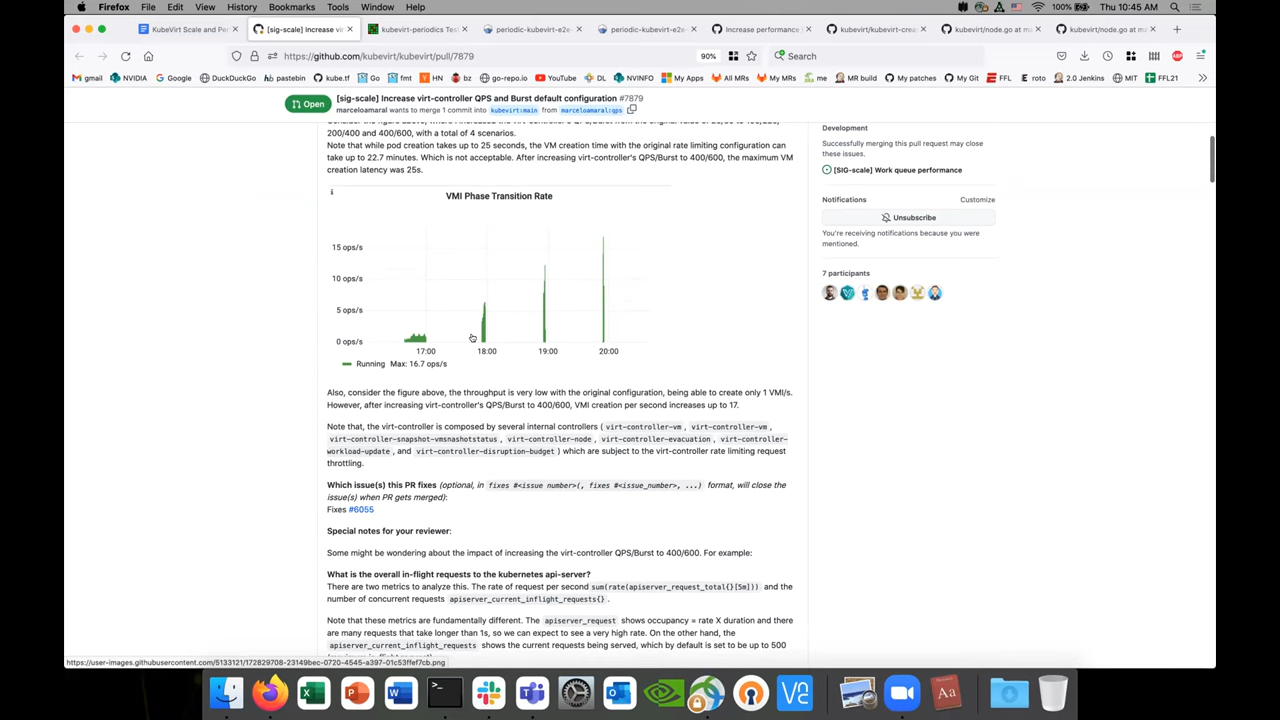 Firefox File Edit View History Bookmarks Tools Window Help
100% Thu 10:45 AM
KubeVirt Scale and Pe
[sig-scale] Increase vi
kubevirt-periodics Tes
periodic-kubevirt-e2e-
periodic-kubevirt-e2e-
Increase performance
kubevirt/kubevirt-crea
kubevirt/node.go at m
kubevirt/node.go at m
https://github.com/kubevirt/kubevirt/pull/7879
90%
Search
gmail NVIDIA Google DuckDuckGo pastebin kube.tf Go fmt HN bz go-repo.io YouTube DL NVINFO My Apps All MRs My MRs me MR build My patches My Git FFL eroto 2.0 Jenkins MIT FFL21
Open
[sig-scale] Increase virt-controller QPS and Burst default configuration #7879
marceloamaral wants to merge 1 commit into kubevirt:main from marceloamaral:qps
200/400 and 400/600, with a total of 4 scenarios.
Note that while pod creation takes up to 25 seconds, the VM creation time with the original rate limiting configuration can
take up to 22.7 minutes. Which is not acceptable. After increasing virt-controller's QPS/Burst to 400/600, the maximum VM
creation latency was 25s.
VMI Phase Transition Rate
15 ops/s
10 ops/s
5 ops/s
0 ops/s
17:00 18:00 19:00 20:00
Running Max: 16.7 ops/s
Also, consider the figure above, the throughput is very low with the original configuration, being able to create only 1 VMI/s.
However, after increasing virt-controller's QPS/Burst to 400/600, VMI creation per second increases up to 17.
Note that, the virt-controller is composed by several internal controllers ( virt-controller-vm , virt-controller-vm ,
virt-controller-snapshot-vmsnashotstatus , virt-controller-node , virt-controller-evacuation , virt-controller-
workload-update , and virt-controller-disruption-budget ) which are subject to the virt-controller rate limiting request
throttling.
Which issue(s) this PR fixes (optional, in fixes #<issue number>(, fixes #<issue_number>, ...) format, will close the
issue(s) when PR gets merged):
Fixes #6055
Special notes for your reviewer:
Some might be wondering about the impact of increasing the virt-controller QPS/Burst to 400/600. For example:
What is the overall in-flight requests to the kubernetes api-server?
There are two metrics to analyze this. The rate of request per second sum(rate(apiserver_request_total{}[5m])) and the
number of concurrent requests apiserver_current_inflight_requests{} .
Note that these metrics are fundamentally different. The apiserver_request shows occupancy = rate X duration and there
are many requests that take longer than 1s, so we can expect to see a very high rate. On the other hand, the
apiserver_current_inflight_requests shows the current requests being served, which by default is set to be up to 500
Development
Successfully merging this pull request may close
these issues.
[SIG-scale] Work queue performance
Notifications
Customize
Unsubscribe
You're receiving notifications because you were
mentioned.
7 participants
https://user-images.githubusercontent.com/5133121/172829708-23149bec-0720-4545-a397-01c53ffef7cb.png